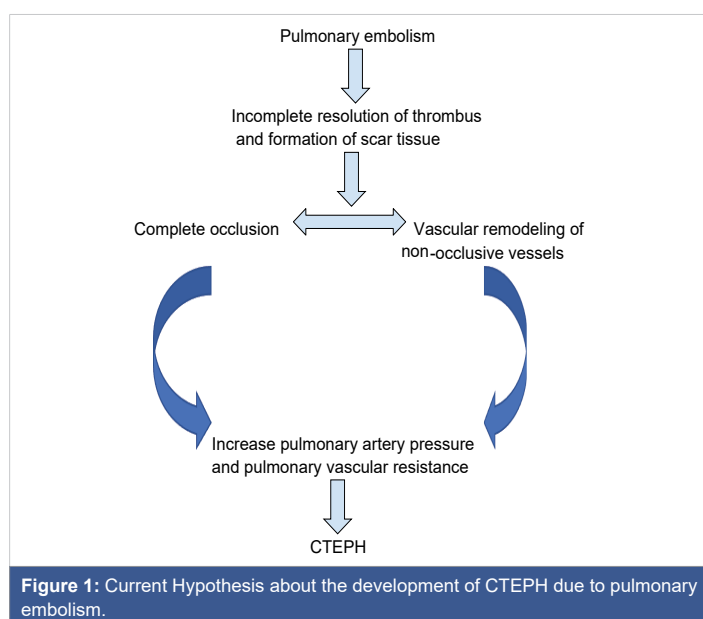 Pulmonary embolism
Incomplete resolution of thrombus
and formation of scar tissue
Complete occlusion
Vascular remodeling of
non-occlusive vessels
Increase pulmonary artery pressure
and pulmonary vascular resistance
CTEPH
Figure 1: Current Hypothesis about the development of CTEPH due to pulmonary
embolism.